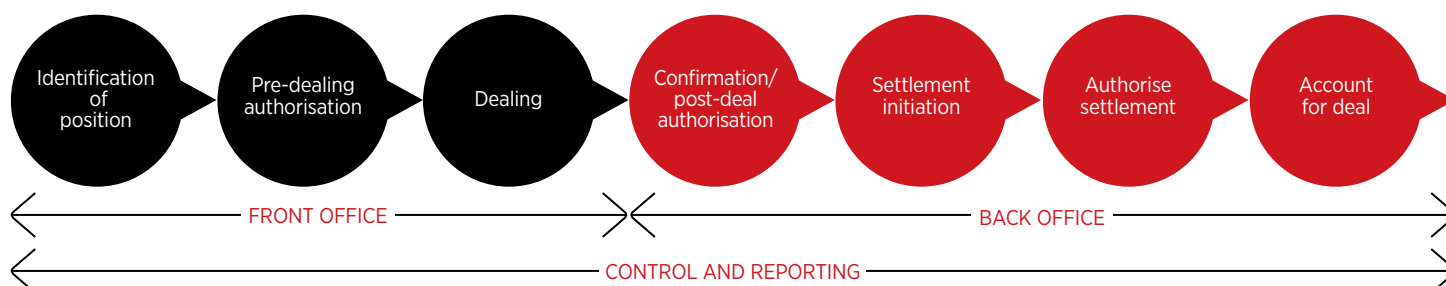 Identification
of
position
Pre-dealing
authorisation
Dealing
Confirmation/
post-deal
authorisation
Settlement
initiation
Authorise
settlement
Account
for deal
FRONT OFFICE
BACK OFFICE
CONTROL AND REPORTING